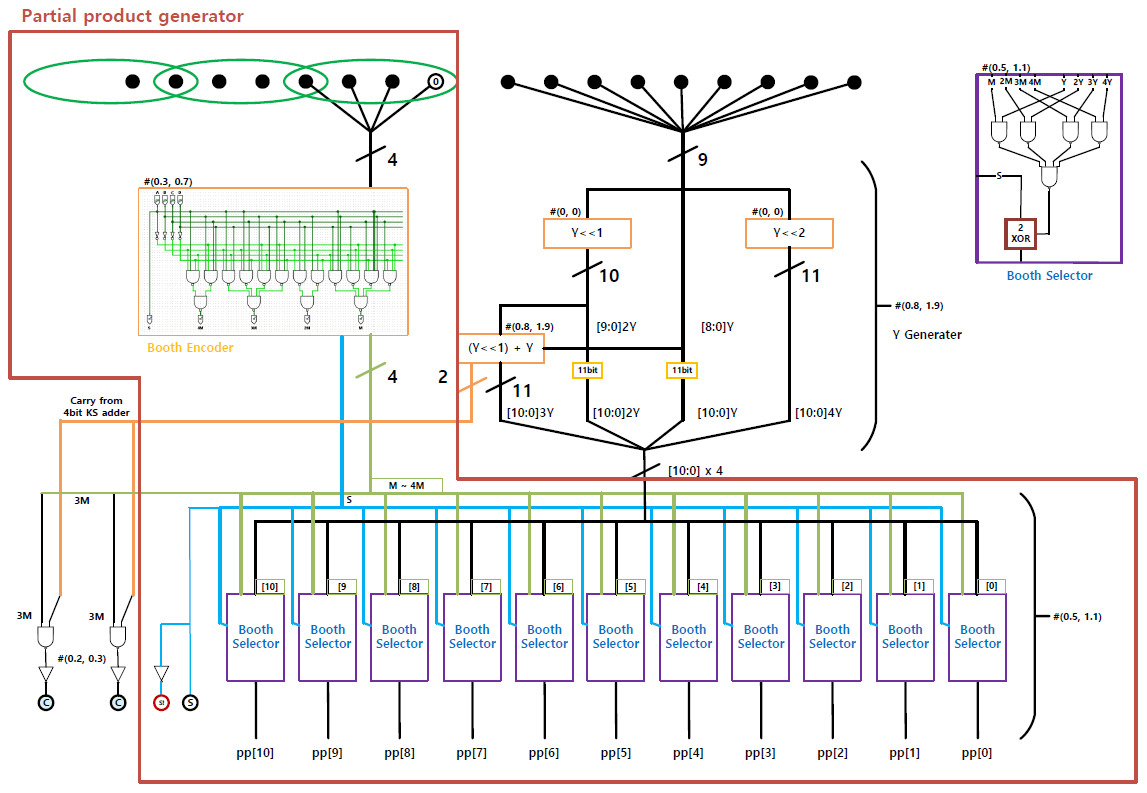 Partial product generator
0
4
9
#(0.5, 1.1)
M 2M 3M 4M Y 2Y 3Y 4Y
S
2
XOR
Booth Selector
#(0.3, 0.7)
A B C D
S 4M 3M 2M M
Booth Encoder
#(0, 0)
Y<<1
#(0, 0)
Y<<2
10
11
#(0.8, 1.9)
(Y<<1) + Y
[9:0]2Y
[8:0]Y
#(0.8, 1.9)
Y Generater
11bit
11bit
4
2
11
Carry from
4bit KS adder
[10:0]3Y
[10:0]2Y
[10:0]Y
[10:0]4Y
[10:0] x 4
M ~ 4M
3M
S
[10]
[9
[8]
[7]
[6]
[5]
[4]
[3]
[2]
[1]
[0]
3M
3M
#(0.2, 0.3)
Booth
Selector
Booth
Selector
Booth
Selector
Booth
Selector
Booth
Selector
Booth
Selector
Booth
Selector
Booth
Selector
Booth
Selector
Booth
Selector
Booth
Selector
#(0.5, 1.1)
C
C
S!
S
pp[10]
pp[9]
pp[8]
pp[7]
pp[6]
pp[5]
pp[4]
pp[3]
pp[2]
pp[1]
pp[0]